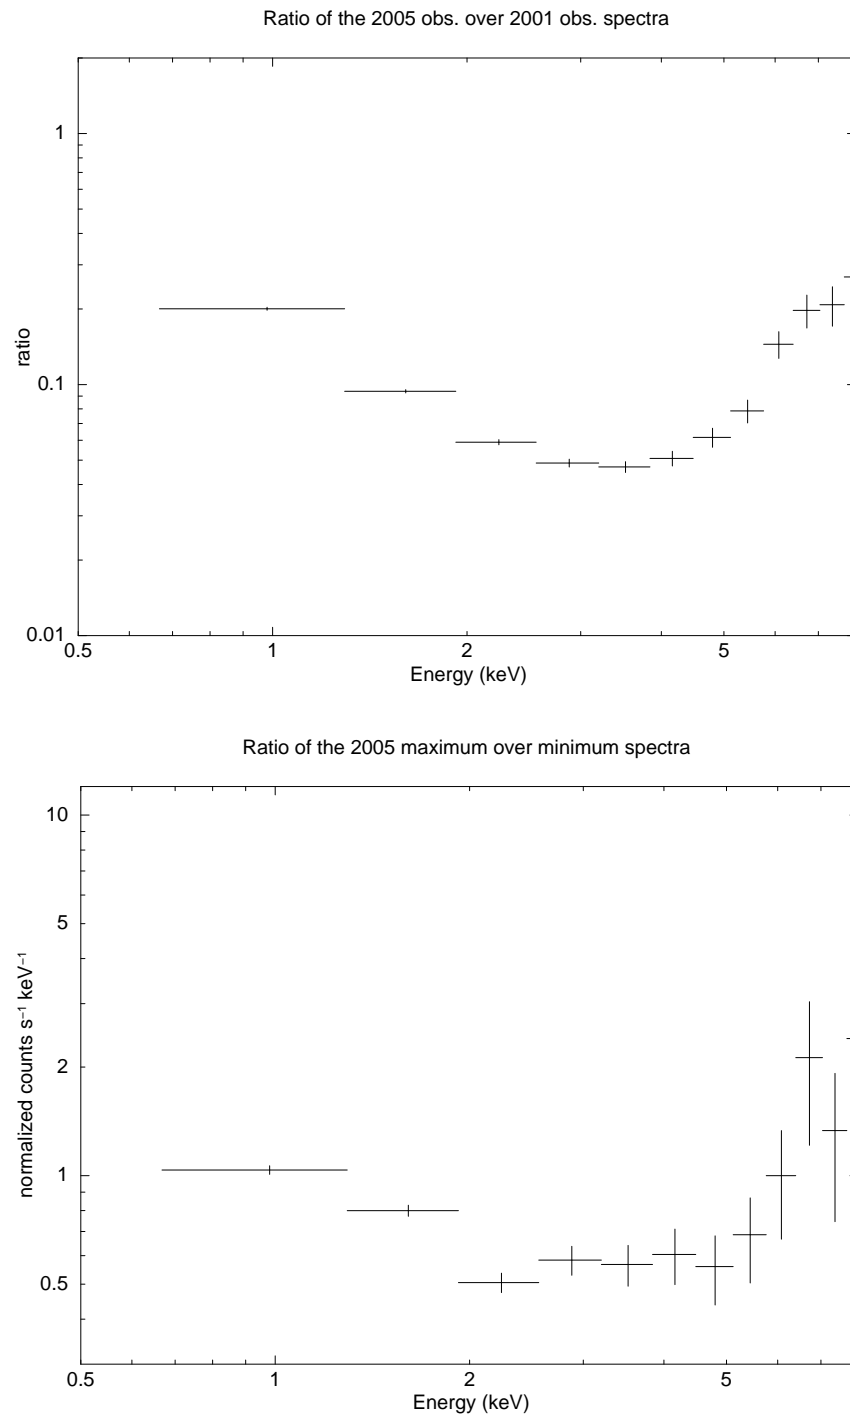 Ratio of the 2005 obs. over 2001 obs. spectra
1
0.1
0.01
ratio
0.5
1
2
5
Energy (keV)
Ratio of the 2005 maximum over minimum spectra
10
5
2
1
0.5
normalized counts s⁻¹ keV⁻¹
0.5
1
2
5
Energy (keV)